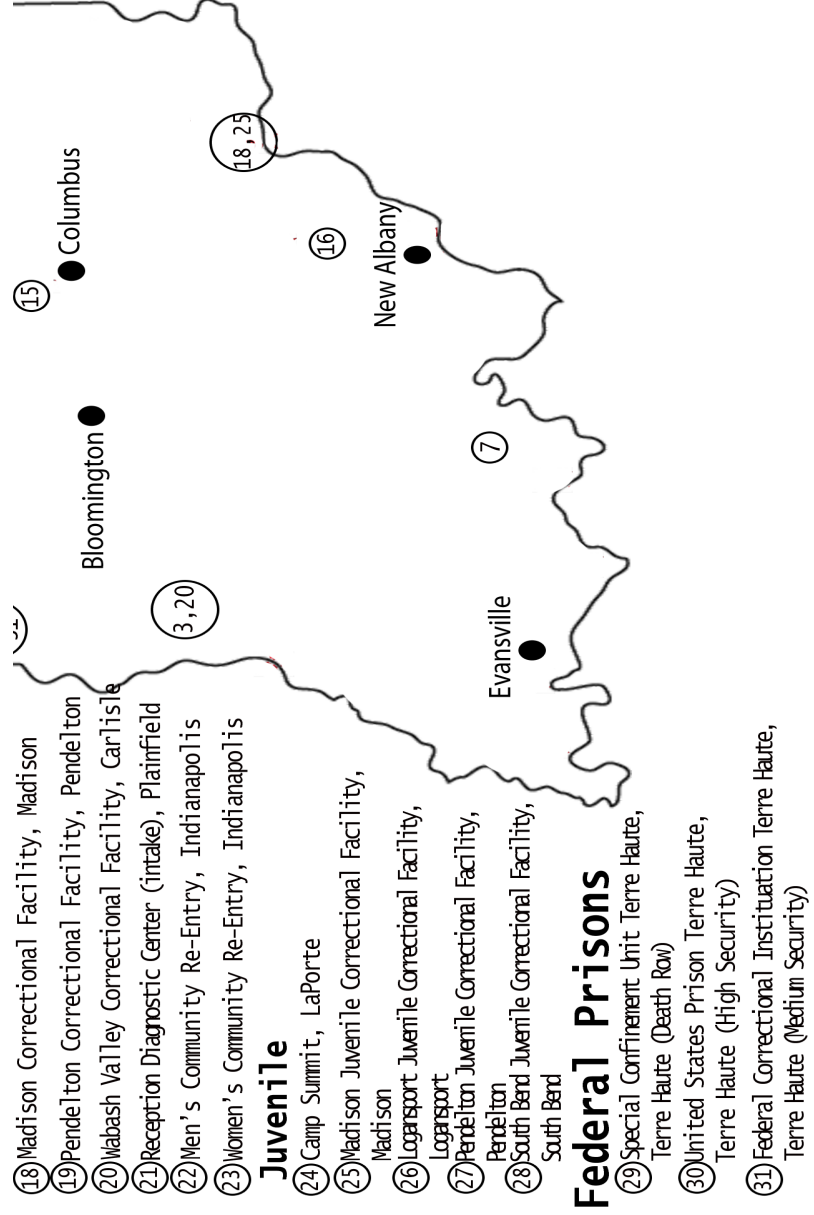 15
Columbus
Bloomington
18,25
3,20
16
New Albany
7
Evansville
18 Madison Correctional Facility, Madison
19 Pendelton Correctional Facility, Pendelton
20 Wabash Valley Correctional Facility, Carlisle
21 Reception Diagnostic Center (intake), Plainfield
22 Men's Community Re-Entry, Indianapolis
23 Women's Community Re-Entry, Indianapolis
Juvenile
24 Camp Summit, LaPorte
25 Madison Juvenile Correctional Facility,
Madison
26 Logansport Juvenile Correctional Facility,
Logansport
27 Pendelton Juvenile Correctional Facility,
Pendelton
28 South Bend Juvenile Correctional Facility,
South Bend
Federal Prisons
29 Special Confinement Unit Terre Haute,
Terre Haute (Death Row)
30 United States Prison Terre Haute,
Terre Haute (High Security)
31 Federal Correctional Instituation Terre Haute,
Terre Haute (Medium Security)